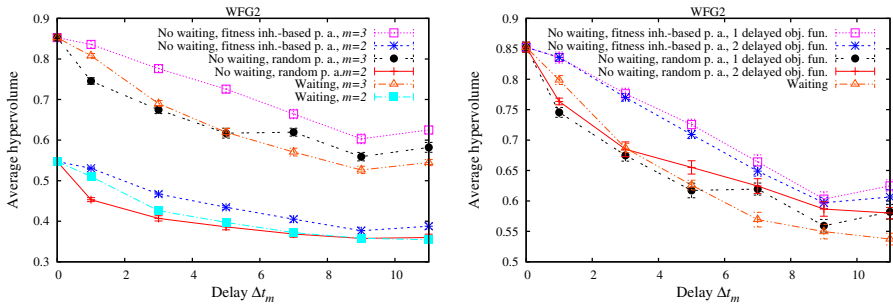 WFG2
No waiting, fitness inh.-based p. a., m=3
No waiting, fitness inh.-based p. a., m=2
No waiting, random p. a., m=3
No waiting, random p. a.m=2
Waiting, m=3
Waiting, m=2
0.9
0.8
0.7
0.6
0.5
0.4
0.3
Average hypervolume
0 2 4 6 8 10
Delay Δt_m
WFG2
No waiting, fitness inh.-based p. a., 1 delayed obj. fun.
No waiting, fitness inh.-based p. a., 2 delayed obj. fun.
No waiting, random p. a., 1 delayed obj. fun.
No waiting, random p. a., 2 delayed obj. fun.
Waiting
0.9
0.85
0.8
0.75
0.7
0.65
0.6
0.55
0.5
Average hypervolume
0 2 4 6 8 10
Delay Δt_m